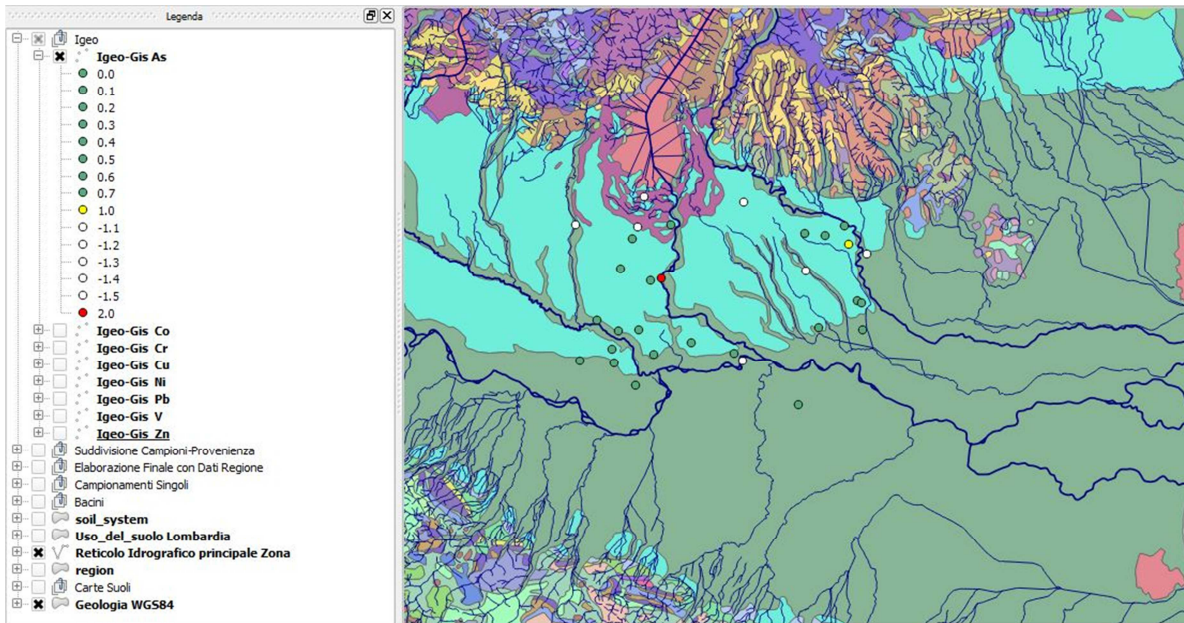 Legenda
Igeo
Igeo-Gis As
0.0
0.1
0.2
0.3
0.4
0.5
0.6
0.7
1.0
-1.1
-1.2
-1.3
-1.4
-1.5
2.0
Igeo-Gis Co
Igeo-Gis Cr
Igeo-Gis Cu
Igeo-Gis Ni
Igeo-Gis Pb
Igeo-Gis V
Igeo-Gis Zn
Suddivisione Campioni-Provenienza
Elaborazione Finale con Dati Regione
Campionamenti Singoli
Bacini
soil_system
Uso_del_suolo Lombardia
Reticolo Idrografico principale Zona
region
Carte Suoli
Geologia WGS84